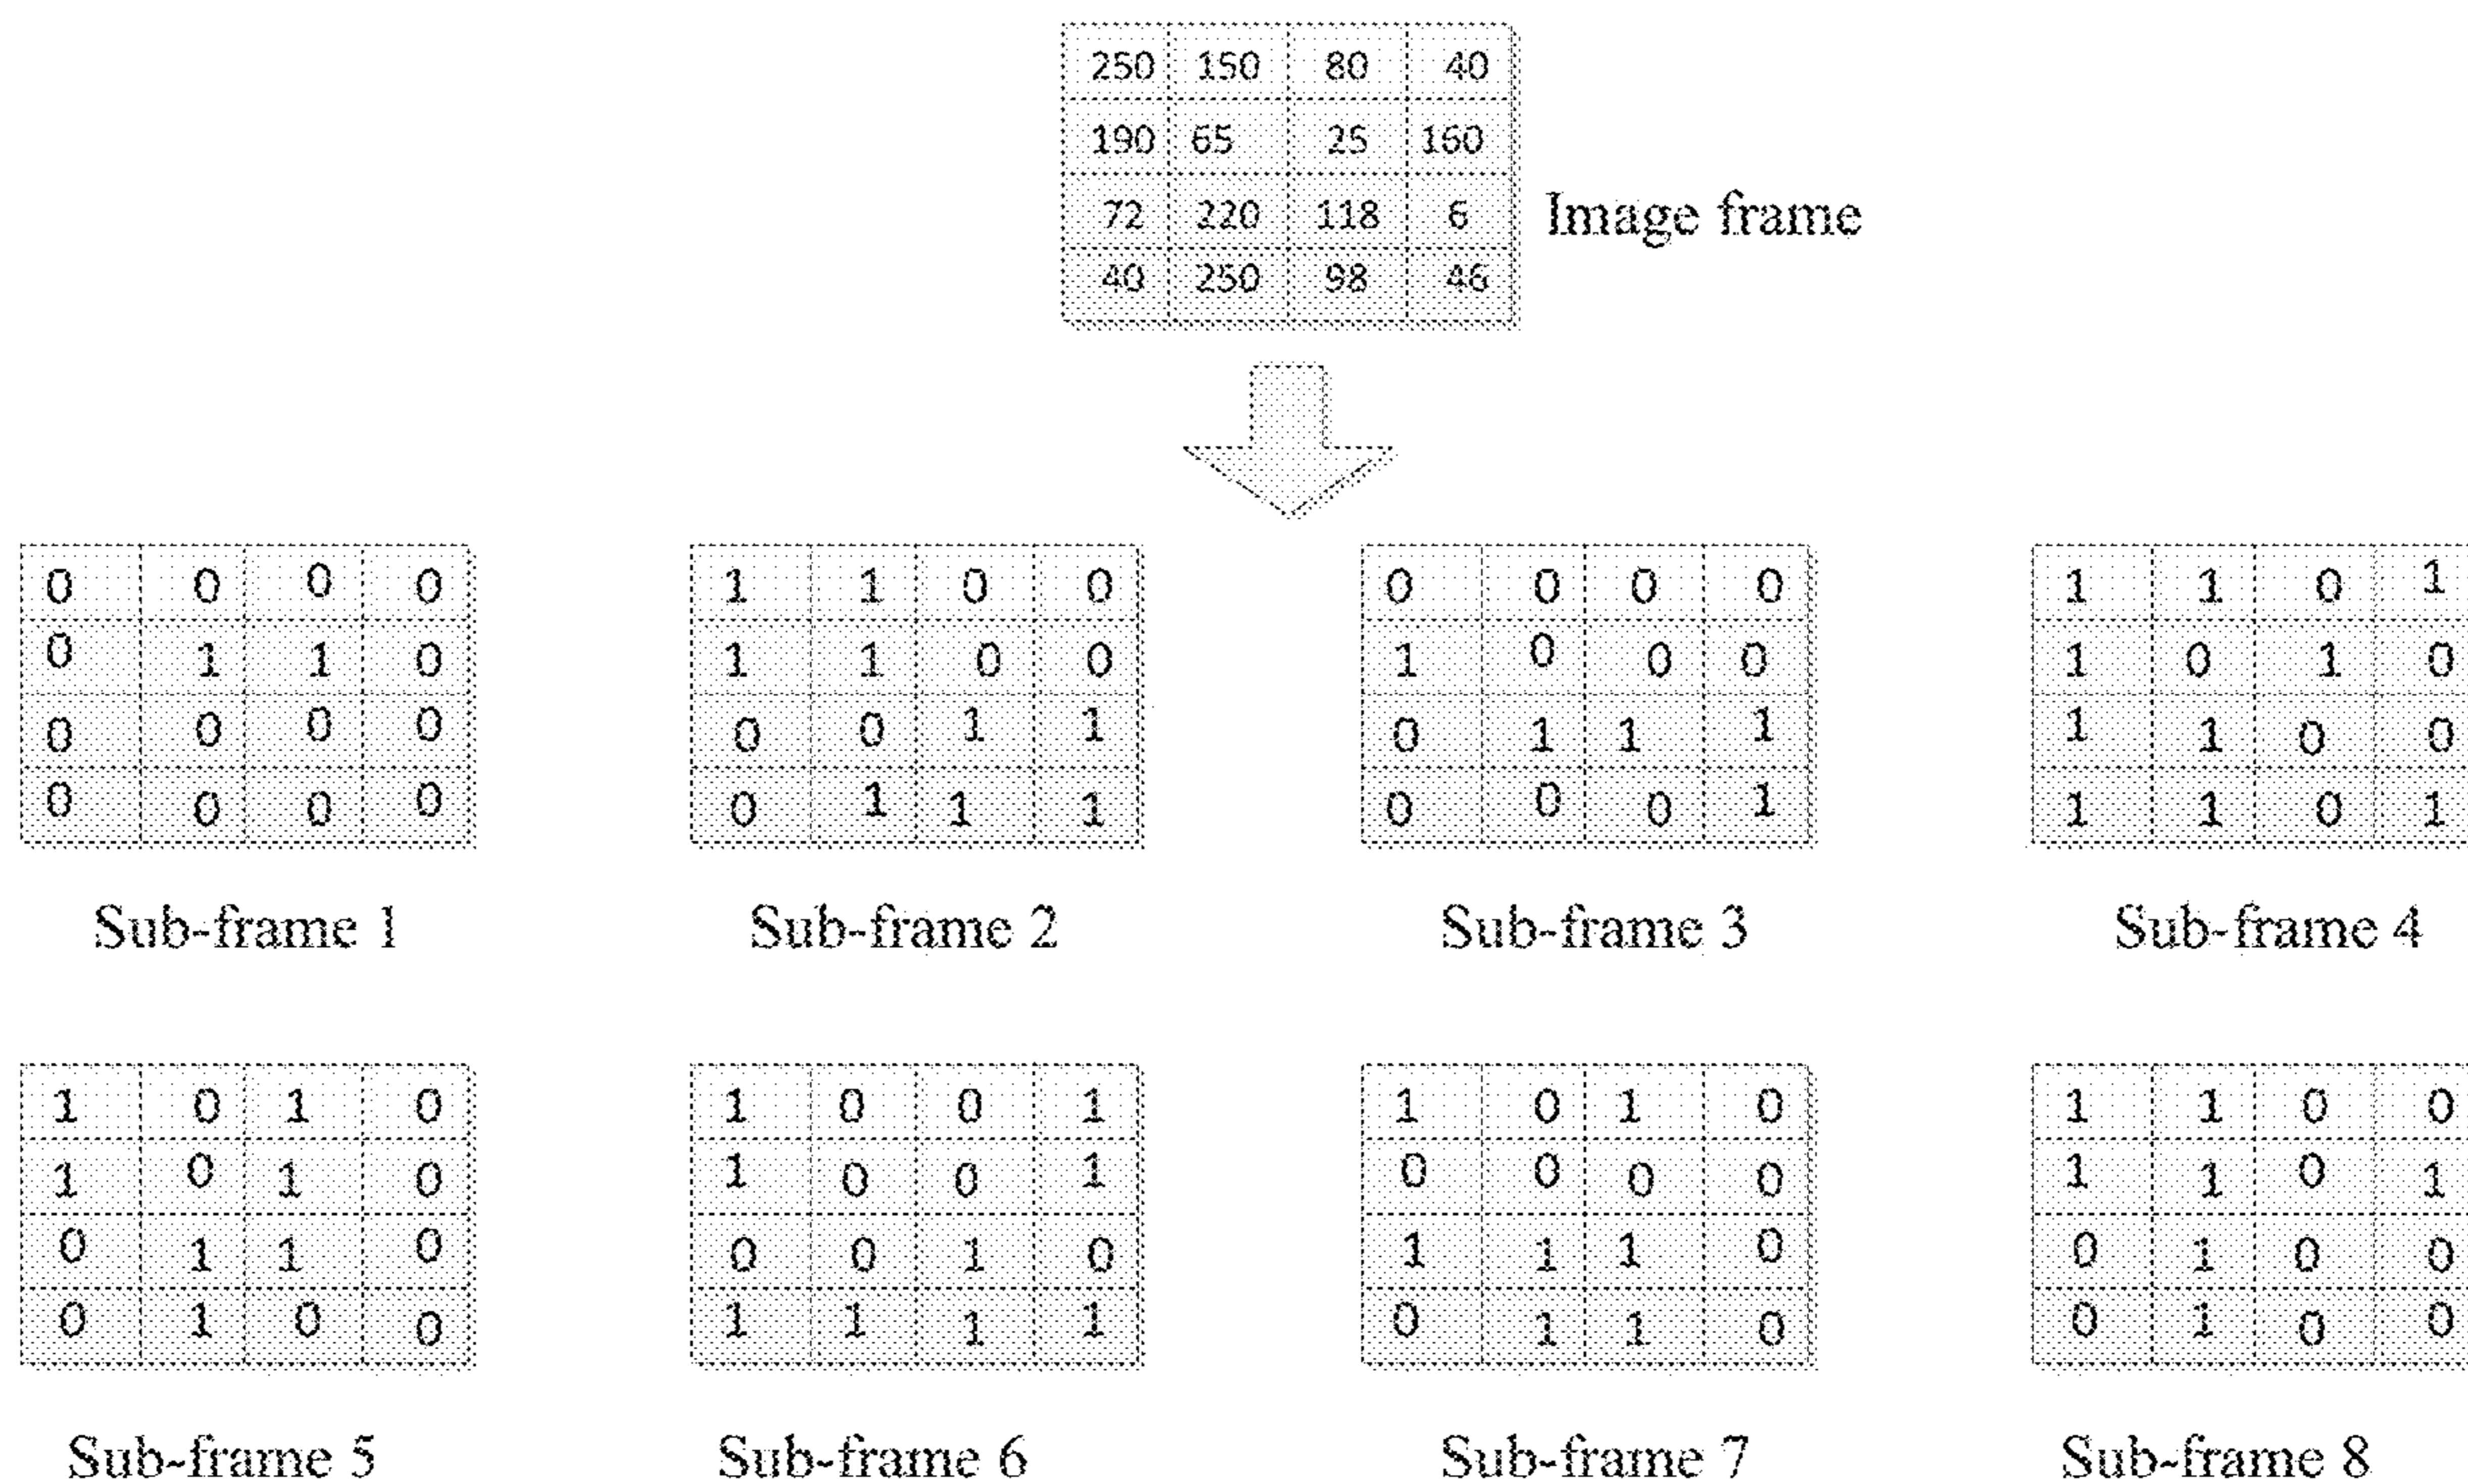 250 150 80 40
190 65 25 160
72 220 118 6
Image frame
40 250 98 46
0 0 0 0
0 1 1 0
0 0 0 0
0 0 0 0
Sub-frame 1
1 1 0 0
1 1 0 0
0 0 1 1
0 1 1 1
Sub-frame 2
0 0 0 0
1 0 0 0
0 1 1 1
0 0 0 1
Sub-frame 3
1 1 0 1
1 0 1 0
1 1 0 0
1 1 0 1
Sub-frame 4
1 0 1 0
1 0 1 0
0 1 1 0
0 1 0 0
Sub-frame 5
1 0 0 1
1 0 0 1
0 0 1 0
1 1 1 1
Sub-frame 6
1 0 1 0
0 0 0 0
1 1 1 0
0 1 1 0
Sub-frame 7
1 1 0 0
1 1 0 1
0 1 0 0
0 1 0 0
Sub-frame 8